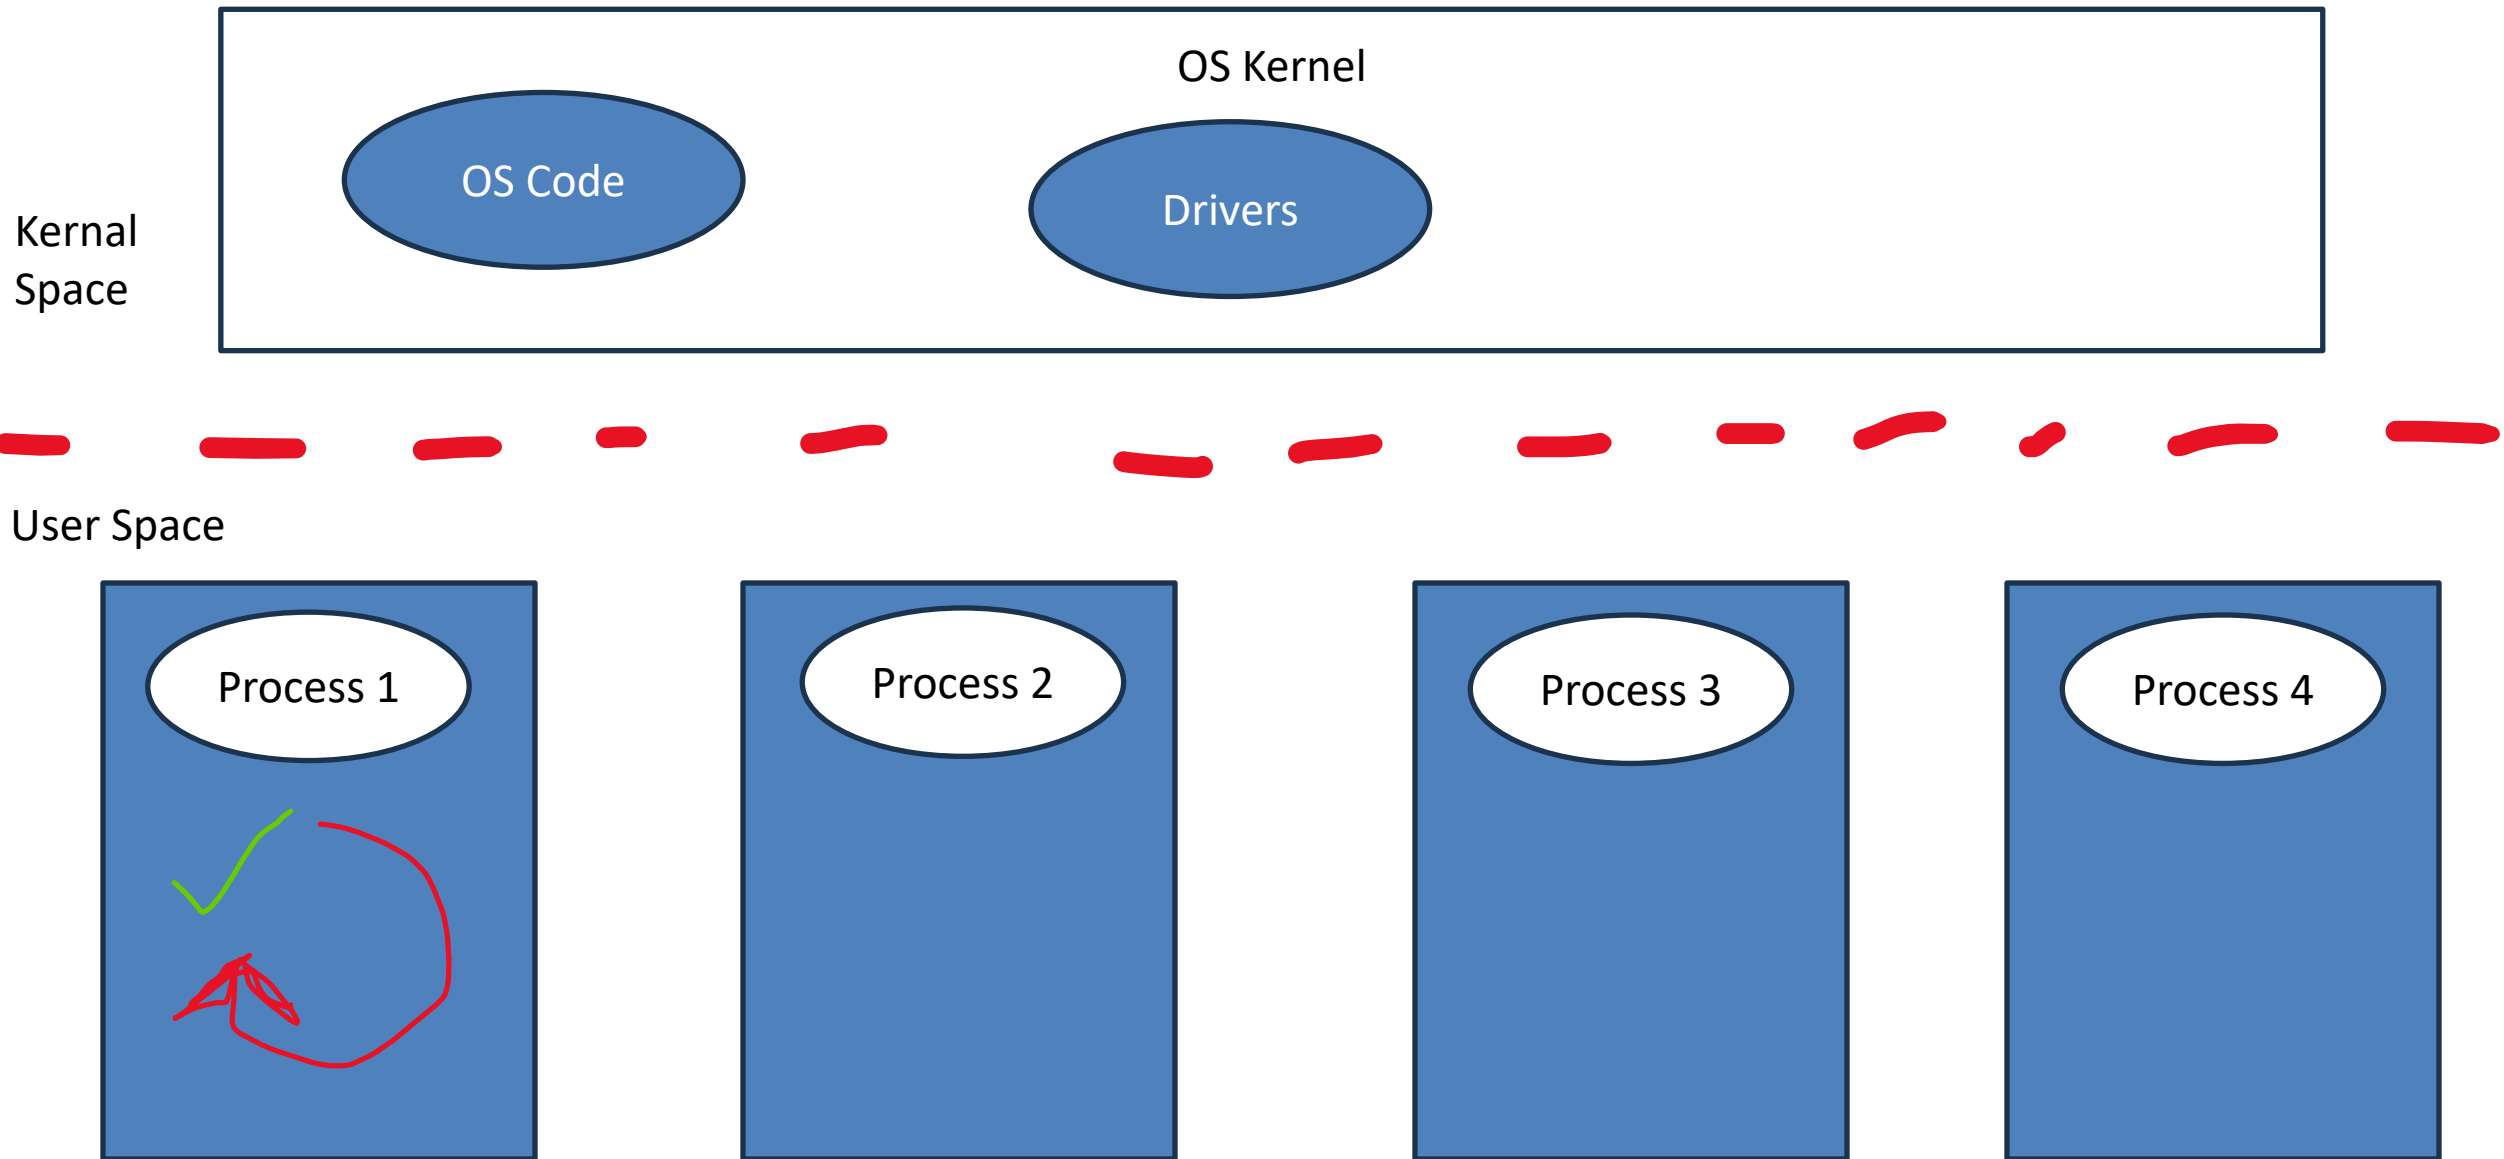 OS Kernel
OS Code
Drivers
Kernal
Space
User Space
Process 1
Process 2
Process 3
Process 4